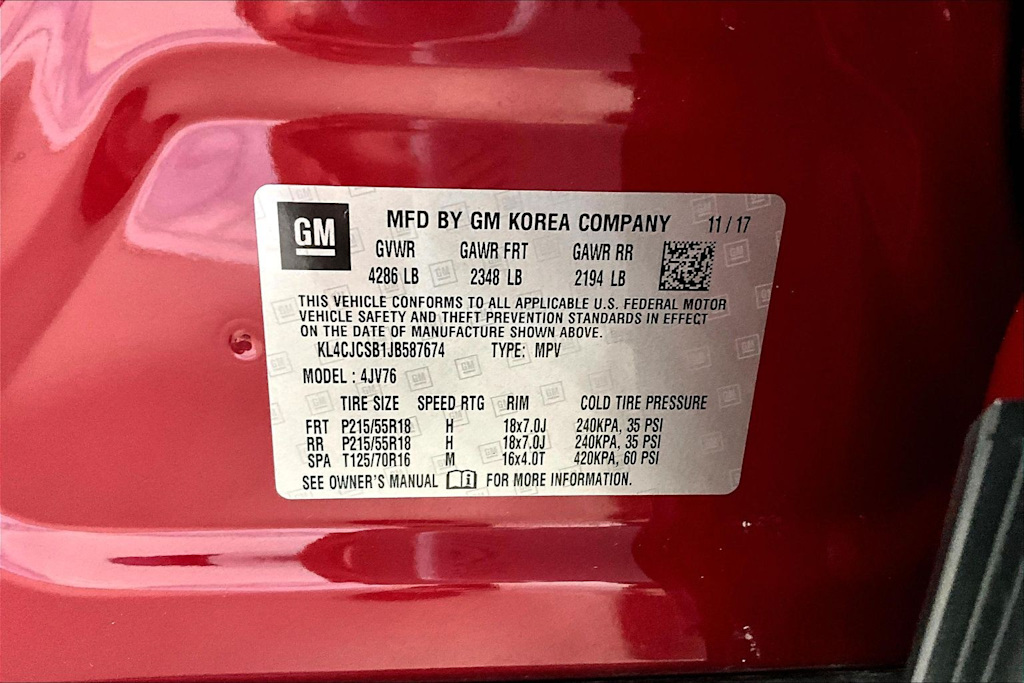 GM MFD BY GM KOREA COMPANY 11/17
GVWR GAWR FRT GAWR RR
4286 LB 2348 LB 2194 LB
THIS VEHICLE CONFORMS TO ALL APPLICABLE U.S. FEDERAL MOTOR
VEHICLE SAFETY AND THEFT PREVENTION STANDARDS IN EFFECT
ON THE DATE OF MANUFACTURE SHOWN ABOVE.
KL4CJCSB1JB587674 TYPE: MPV
MODEL : 4JV76
TIRE SIZE SPEED RTG RIM COLD TIRE PRESSURE
FRT P215/55R18 H 18x7.0J 240KPA, 35 PSI
RR P215/55R18 H 18x7.0J 240KPA, 35 PSI
SPA T125/70R16 M 16x4.0T 420KPA, 60 PSI
SEE OWNER'S MANUAL FOR MORE INFORMATION.